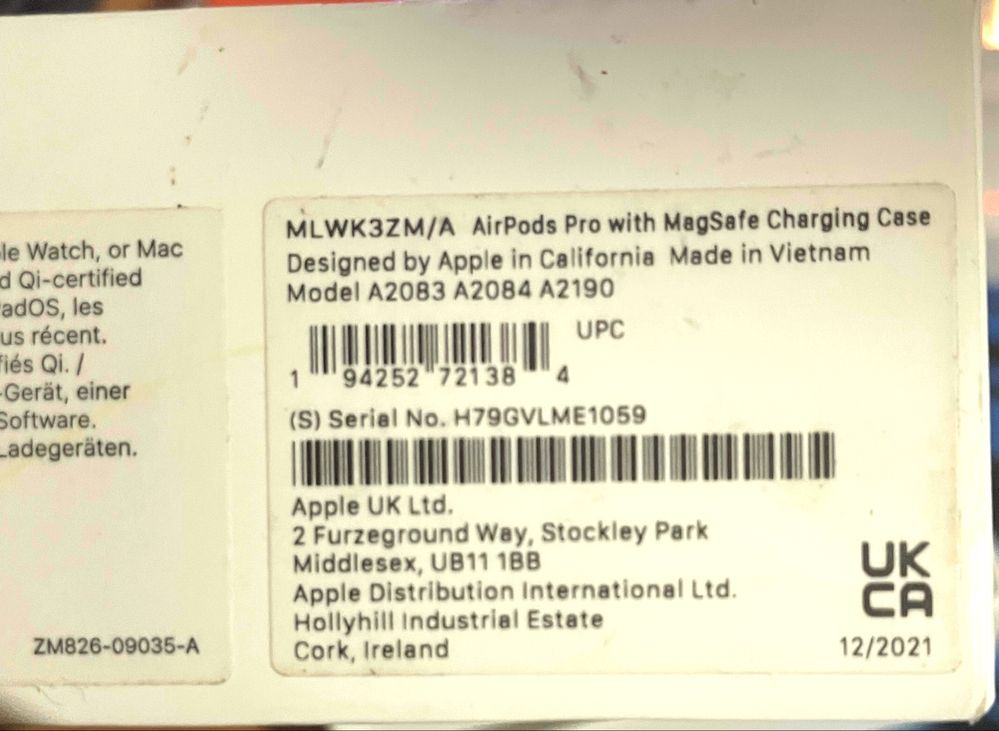 le Watch, or Mac
d Qi-certified
adOS, les
us récent.
fiés Qi. /
-Gerät, einer
Software.
Ladegeräten.
ZM826-09035-A
MLWK3ZM/A AirPods Pro with MagSafe Charging Case
Designed by Apple in California Made in Vietnam
Model A2083 A2084 A2190
UPC
1 94252 72138 4
(S) Serial No. H79GVLME1059
Apple UK Ltd.
2 Furzeground Way, Stockley Park
Middlesex, UB11 1BB
Apple Distribution International Ltd.
Hollyhill Industrial Estate
Cork, Ireland
UK
CA
12/2021